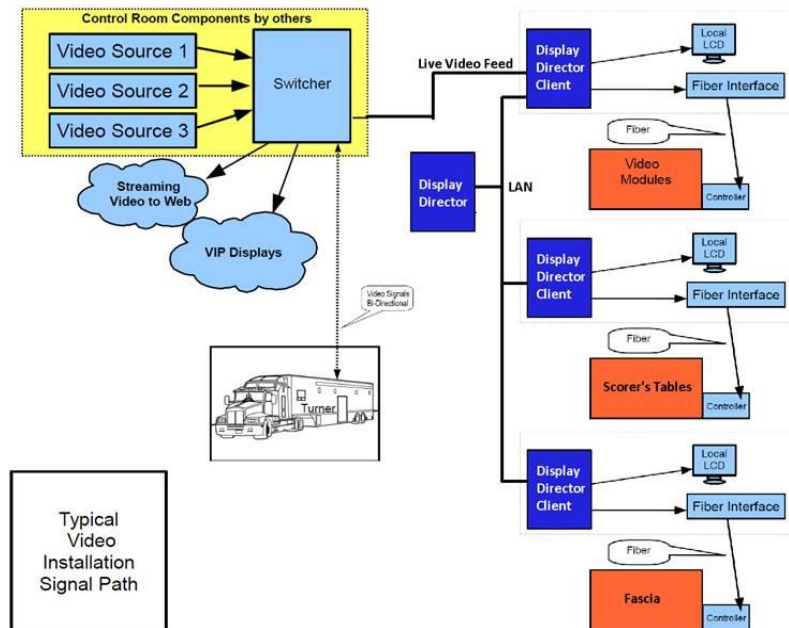 Control Room Components by others
Video Source 1
Video Source 2
Video Source 3
Switcher
Streaming
Video to Web
VIP Displays
Video Signals
Bi-Directional
Turner
Typical
Video
Installation
Signal Path
Live Video Feed
Display
Director
LAN
Display
Director
Client
Local
LCD
Fiber Interface
Fiber
Video
Modules
Controller
Display
Director
Client
Local
LCD
Fiber Interface
Fiber
Scorer's Tables
Controller
Display
Director
Client
Local
LCD
Fiber Interface
Fiber
Fascia
Controller